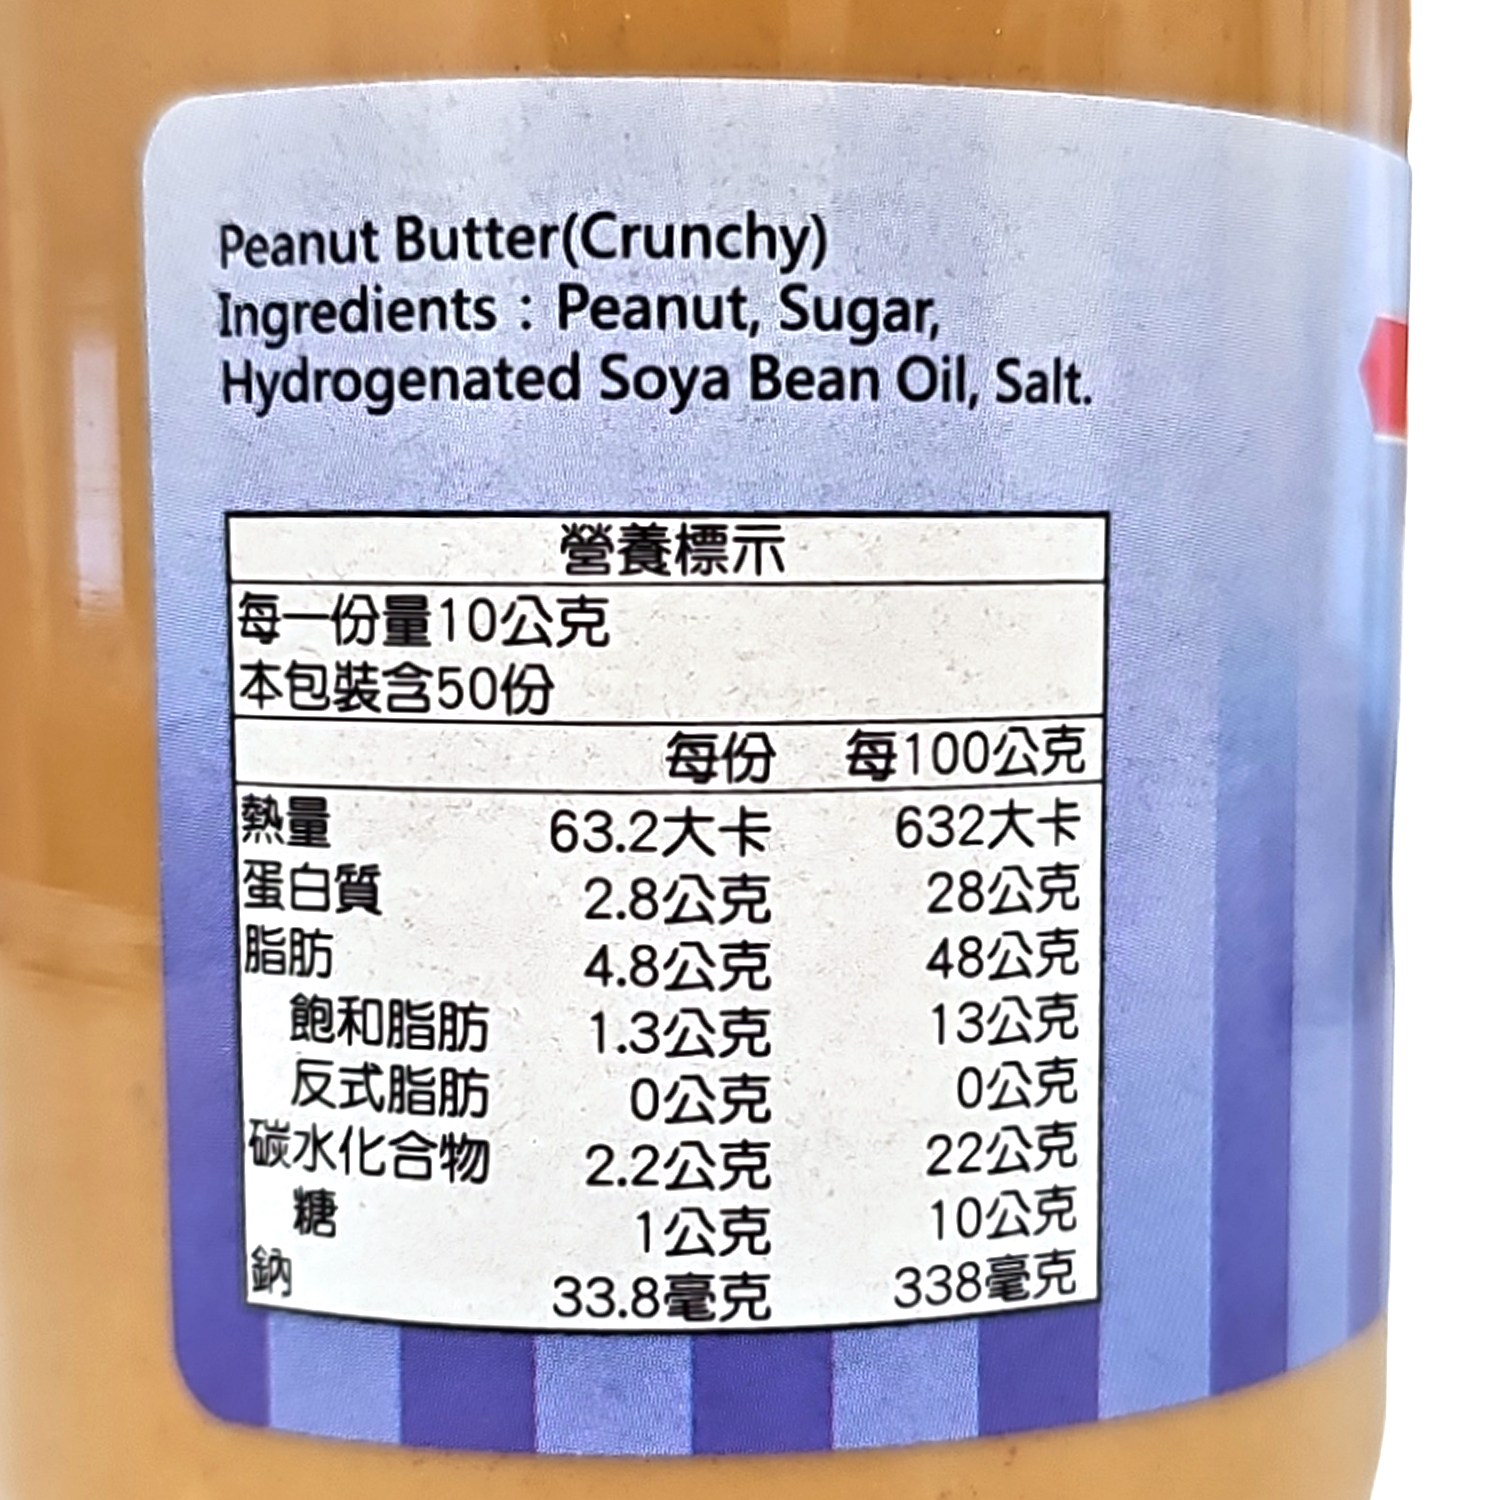 Peanut Butter(Crunchy)
Ingredients：Peanut, Sugar,
Hydrogenated Soya Bean Oil, Salt.
營養標示
每一份量10公克
本包裝含50份
每份 每100公克
熱量 63.2大卡 632大卡
蛋白質 2.8公克 28公克
脂肪 4.8公克 48公克
飽和脂肪 1.3公克 13公克
反式脂肪 0公克 0公克
碳水化合物 2.2公克 22公克
糖 1公克 10公克
鈉 33.8毫克 338毫克